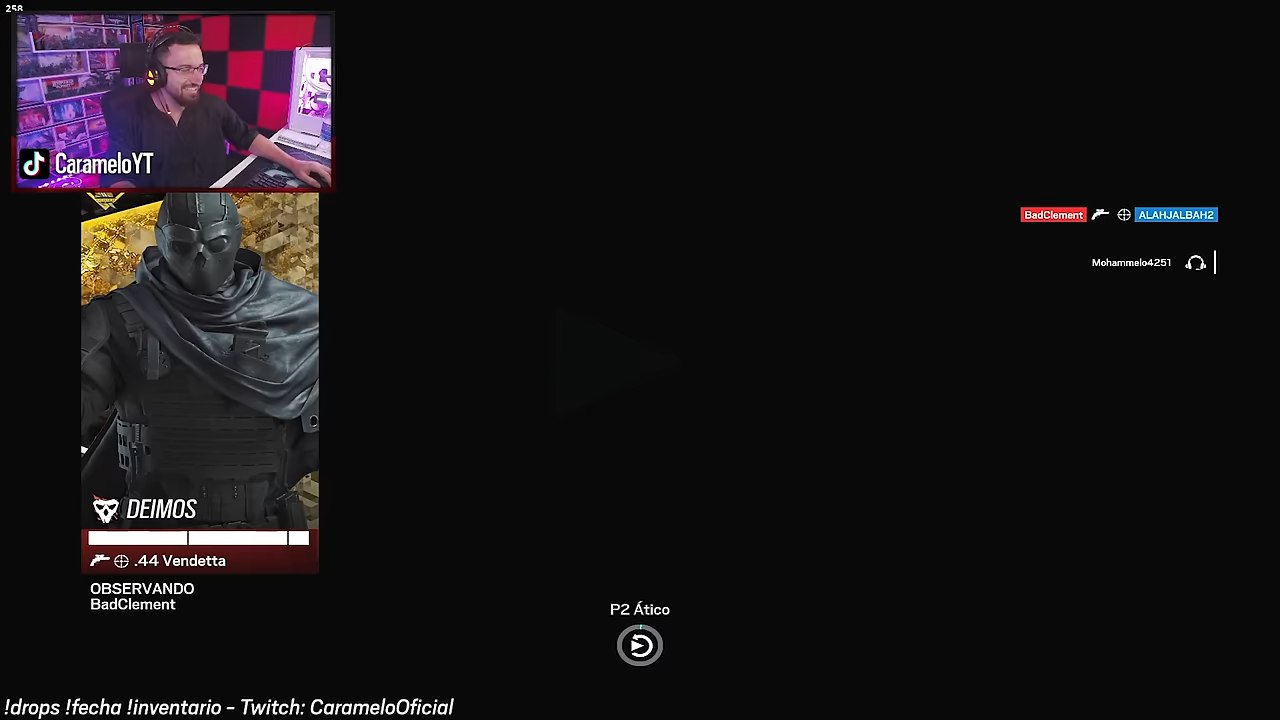 258
CarameloYT
BadClement ALAHJALBAH2
Mohammelo4251
DEIMOS
.44 Vendetta
OBSERVANDO
BadClement
P2 Ático
!drops !fecha !inventario - Twitch: CarameloOficial